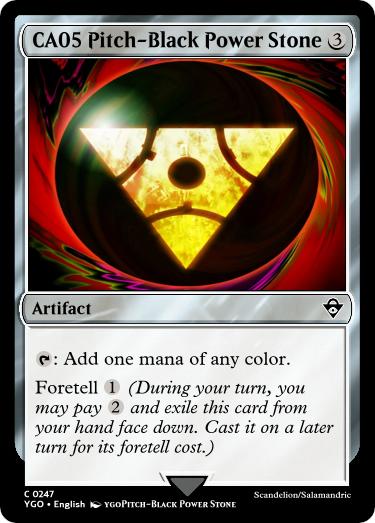 CA05 Pitch-Black Power Stone 3
Artifact
: Add one mana of any color.
Foretell 1 (During your turn, you
may pay 2 and exile this card from
your hand face down. Cast it on a later
turn for its foretell cost.)
C 0247
YGO • English ygoPitch-Black Power Stone
Scandelion/Salamandric